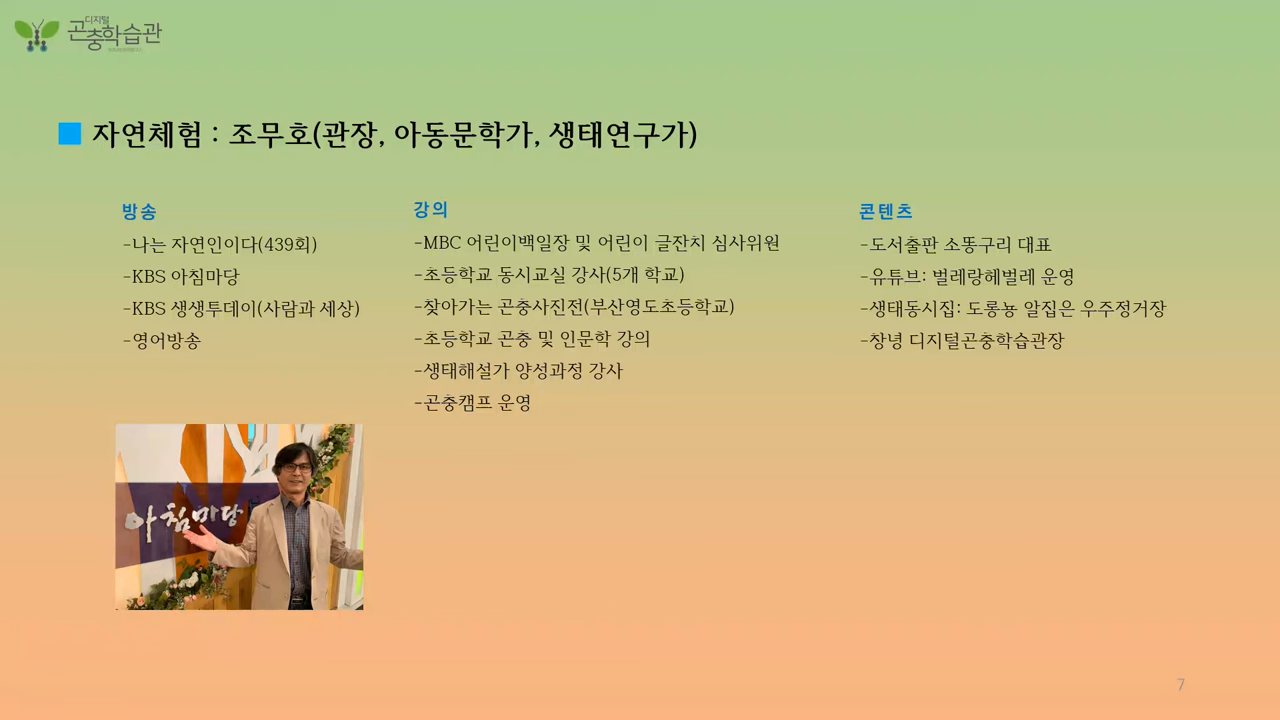 디지털
곤충학습관
자연체험 : 조무호(관장, 아동문학가, 생태연구가)
방송
-나는 자연인이다(439회)
-KBS 아침마당
-KBS 생생투데이(사람과 세상)
-영어방송
강의
-MBC 어린이백일장 및 어린이 글잔치 심사위원
-초등학교 동시교실 강사(5개 학교)
-찾아가는 곤충사진전(부산영도초등학교)
-초등학교 곤충 및 인문학 강의
-생태해설가 양성과정 강사
-곤충캠프 운영
콘텐츠
-도서출판 소똥구리 대표
-유튜브: 벌레랑헤벌레 운영
-생태동시집: 도롱뇽 알집은 우주정거장
-창녕 디지털곤충학습관장
아침마당
7